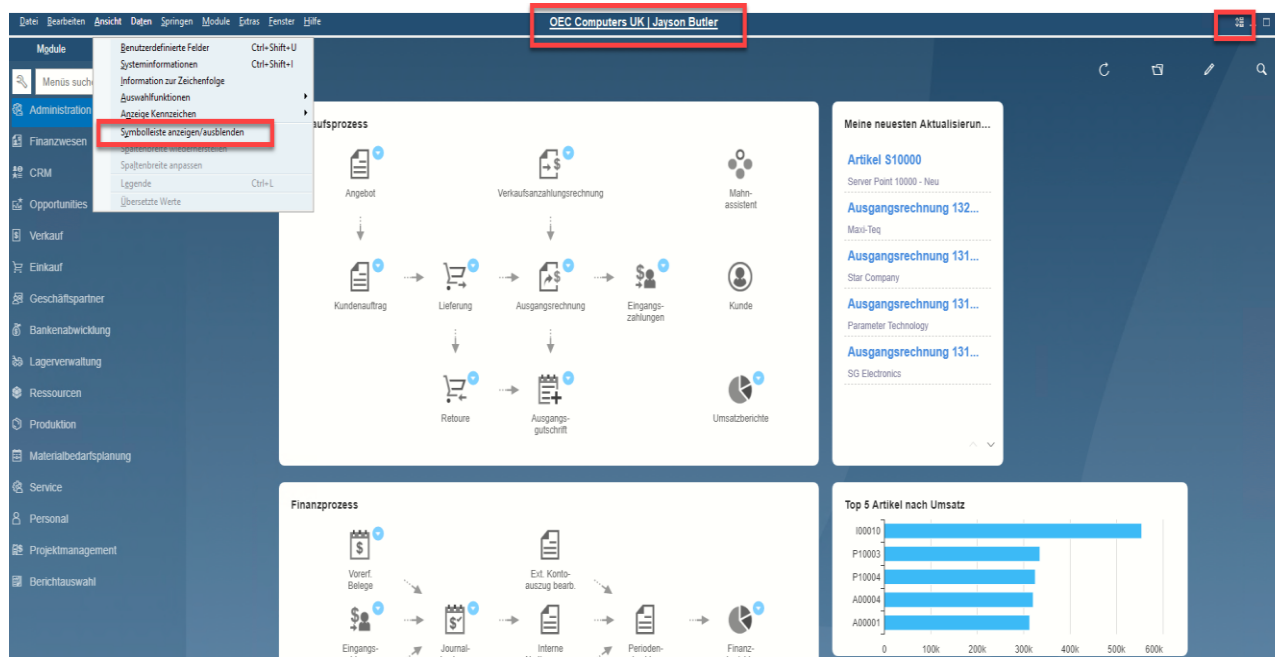 Datei Bearbeiten Ansicht Daten Springen Module Extras Fenster Hilfe
OEC Computers UK | Jayson Butler
Module
Menüs suche
Administration
Finanzwesen
CRM
Opportunities
Verkauf
Einkauf
Geschäftspartner
Bankenabwicklung
Lagerverwaltung
Ressourcen
Produktion
Materialbedarfsplanung
Service
Personal
Projektmanagement
Berichtauswahl
Benutzerdefinierte Felder Ctrl+Shift+U
Systeminformationen Ctrl+Shift+I
Information zur Zeichenfolge
Auswahlfunktionen
Anzeige Kennzeichen
Symbolleiste anzeigen/ausblenden
Spaltenbreite wiederherstellen
Spaltenbreite anpassen
Legende Ctrl+L
Übersetzte Werte
aufsprozess
Angebot
Verkaufsanzahlungsrechnung
Mahn-
assistent
Kundenauftrag
Lieferung
Ausgangsrechnung
Eingangs-
zahlungen
Kunde
Retoure
Ausgangs-
gutschrift
Umsatzberichte
Meine neuesten Aktualisierun...
Artikel S10000
Server Point 10000 - Neu
Ausgangsrechnung 132...
Maxi-Teq
Ausgangsrechnung 131...
Star Company
Ausgangsrechnung 131...
Parameter Technology
Ausgangsrechnung 131...
SG Electronics
Finanzprozess
Vorerf.
Belege
Ext. Konto-
auszug bearb.
Eingangs-
Journal-
Interne
Perioden-
Finanz-
Top 5 Artikel nach Umsatz
I00010
P10003
P10004
A00004
A00001
0 100k 200k 300k 400k 500k 600k